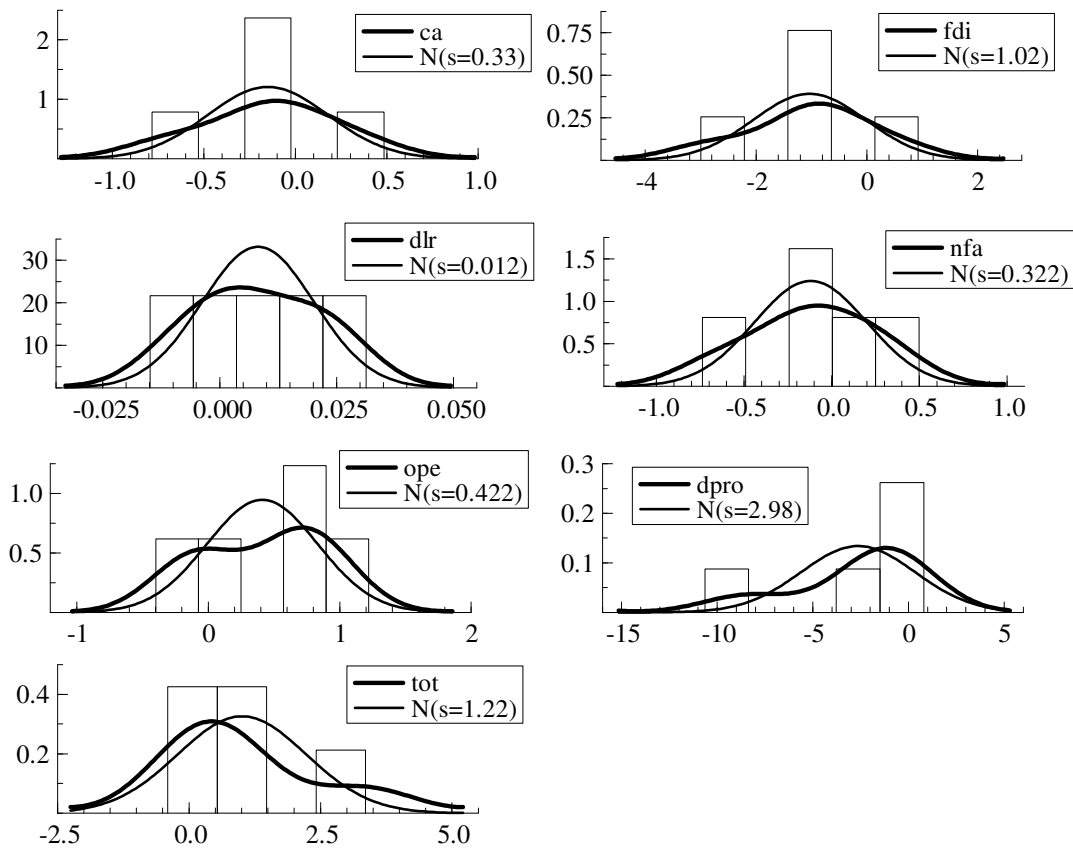 ca
N(s=0.33)
2
1
-1.0 -0.5 0.0 0.5 1.0
fdi
N(s=1.02)
0.75
0.50
0.25
-4 -2 0 2
dlr
N(s=0.012)
30
20
10
-0.025 0.000 0.025 0.050
nfa
N(s=0.322)
1.5
1.0
0.5
-1.0 -0.5 0.0 0.5 1.0
ope
N(s=0.422)
1.0
0.5
-1 0 1 2
0.3
dpro
N(s=2.98)
0.2
0.1
-15 -10 -5 0 5
tot
N(s=1.22)
0.4
0.2
-2.5 0.0 2.5 5.0